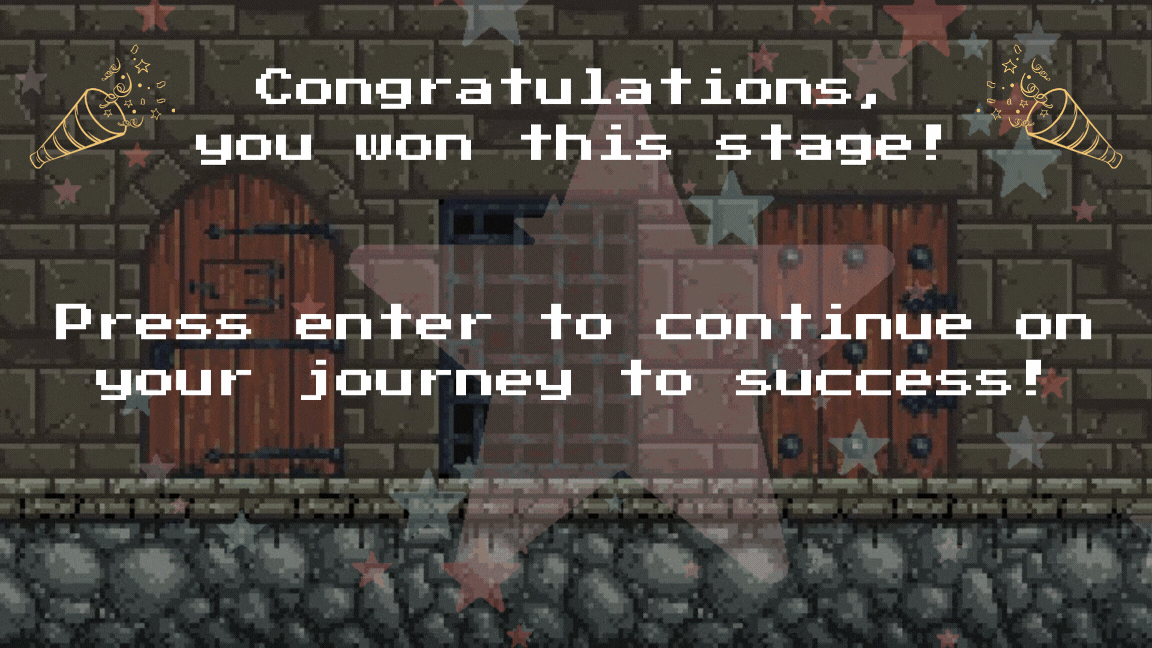 Congratulations,
you won this stage!
Press enter to continue on
your journey to success!